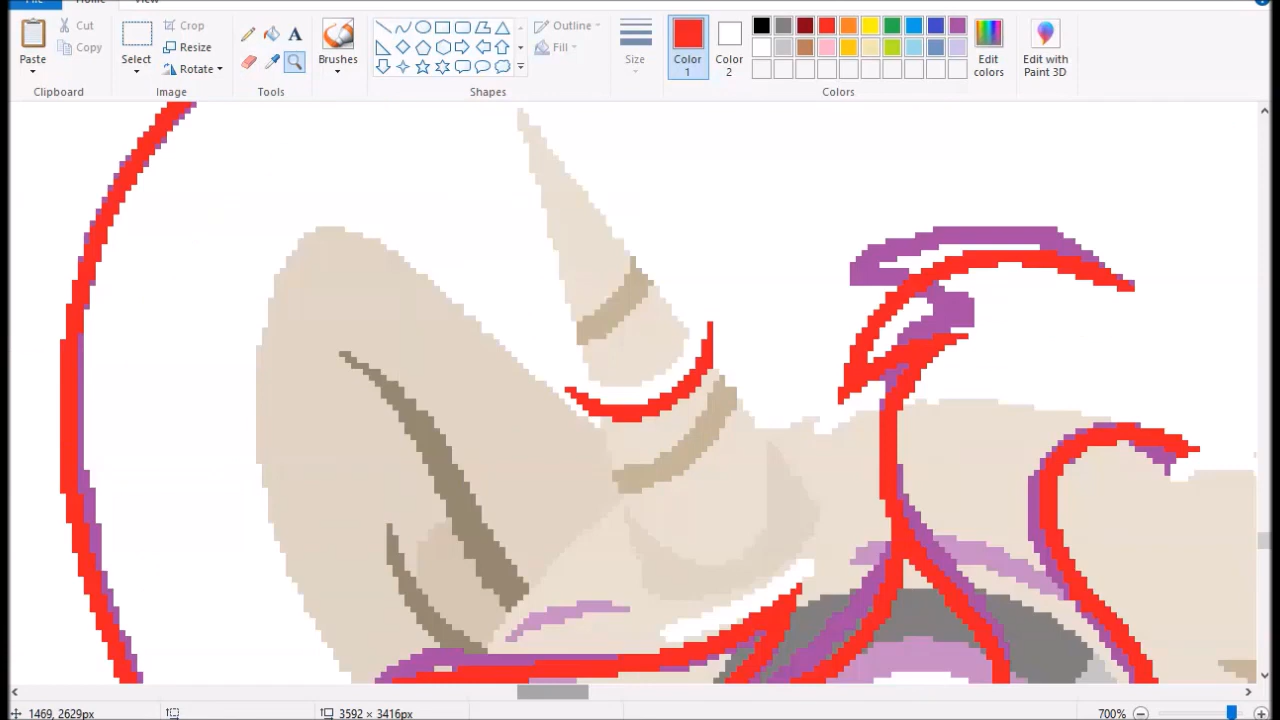 File Home View
Paste
Cut
Copy
Clipboard
Select
Crop
Resize
Rotate
Image
A
Tools
Brushes
Outline
Fill
Shapes
Size
Color 1
Color 2
Colors
Edit colors
Edit with Paint 3D
1469, 2629px
3592 × 3416px
700%